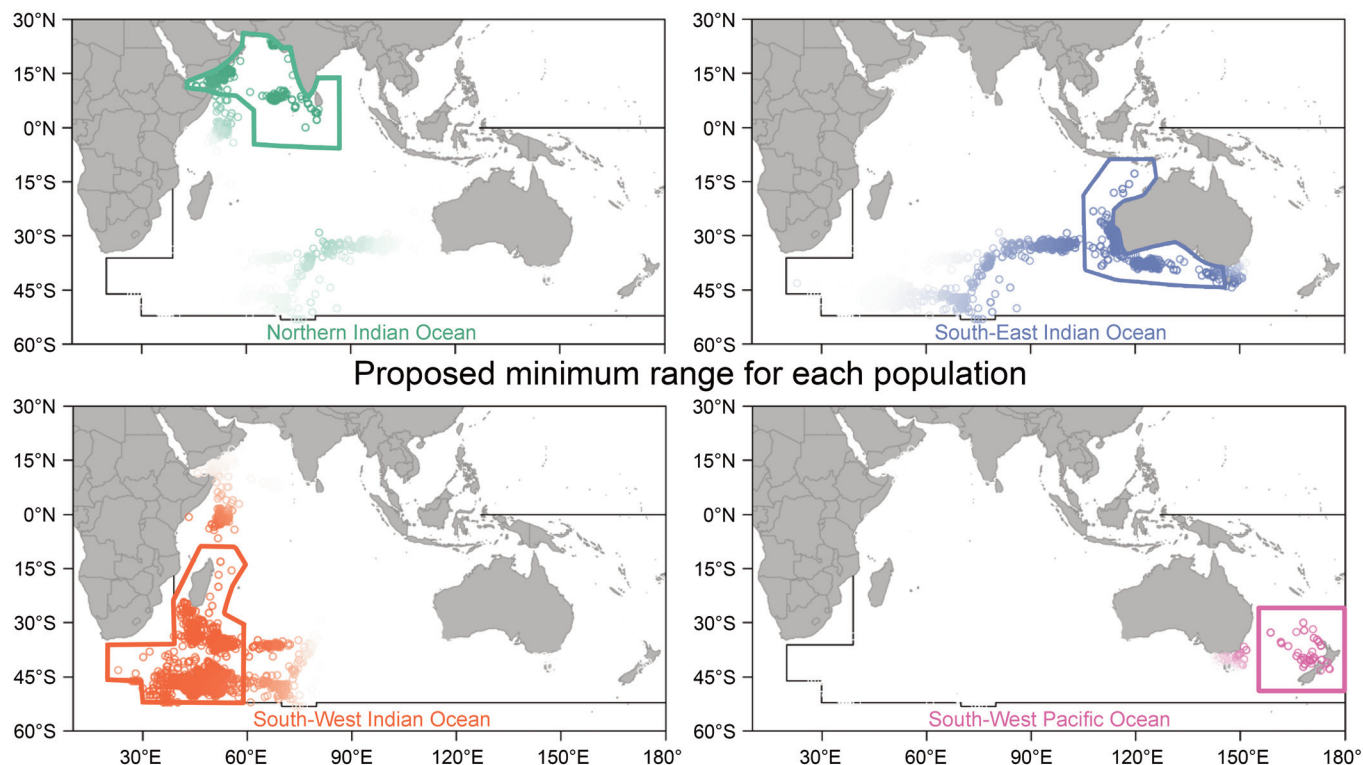 30°N 30°N
15°N 15°N
0°N 0°N
15°S 15°S
30°S 30°S
45°S 45°S
Northern Indian Ocean South-East Indian Ocean
60°S 60°S
Proposed minimum range for each population
30°N 30°N
15°N 15°N
0°N 0°N
15°S 15°S
30°S 30°S
45°S 45°S
South-West Indian Ocean South-West Pacific Ocean
60°S 60°S
30°E 60°E 90°E 120°E 150°E 180° 30°E 60°E 90°E 120°E 150°E 180°